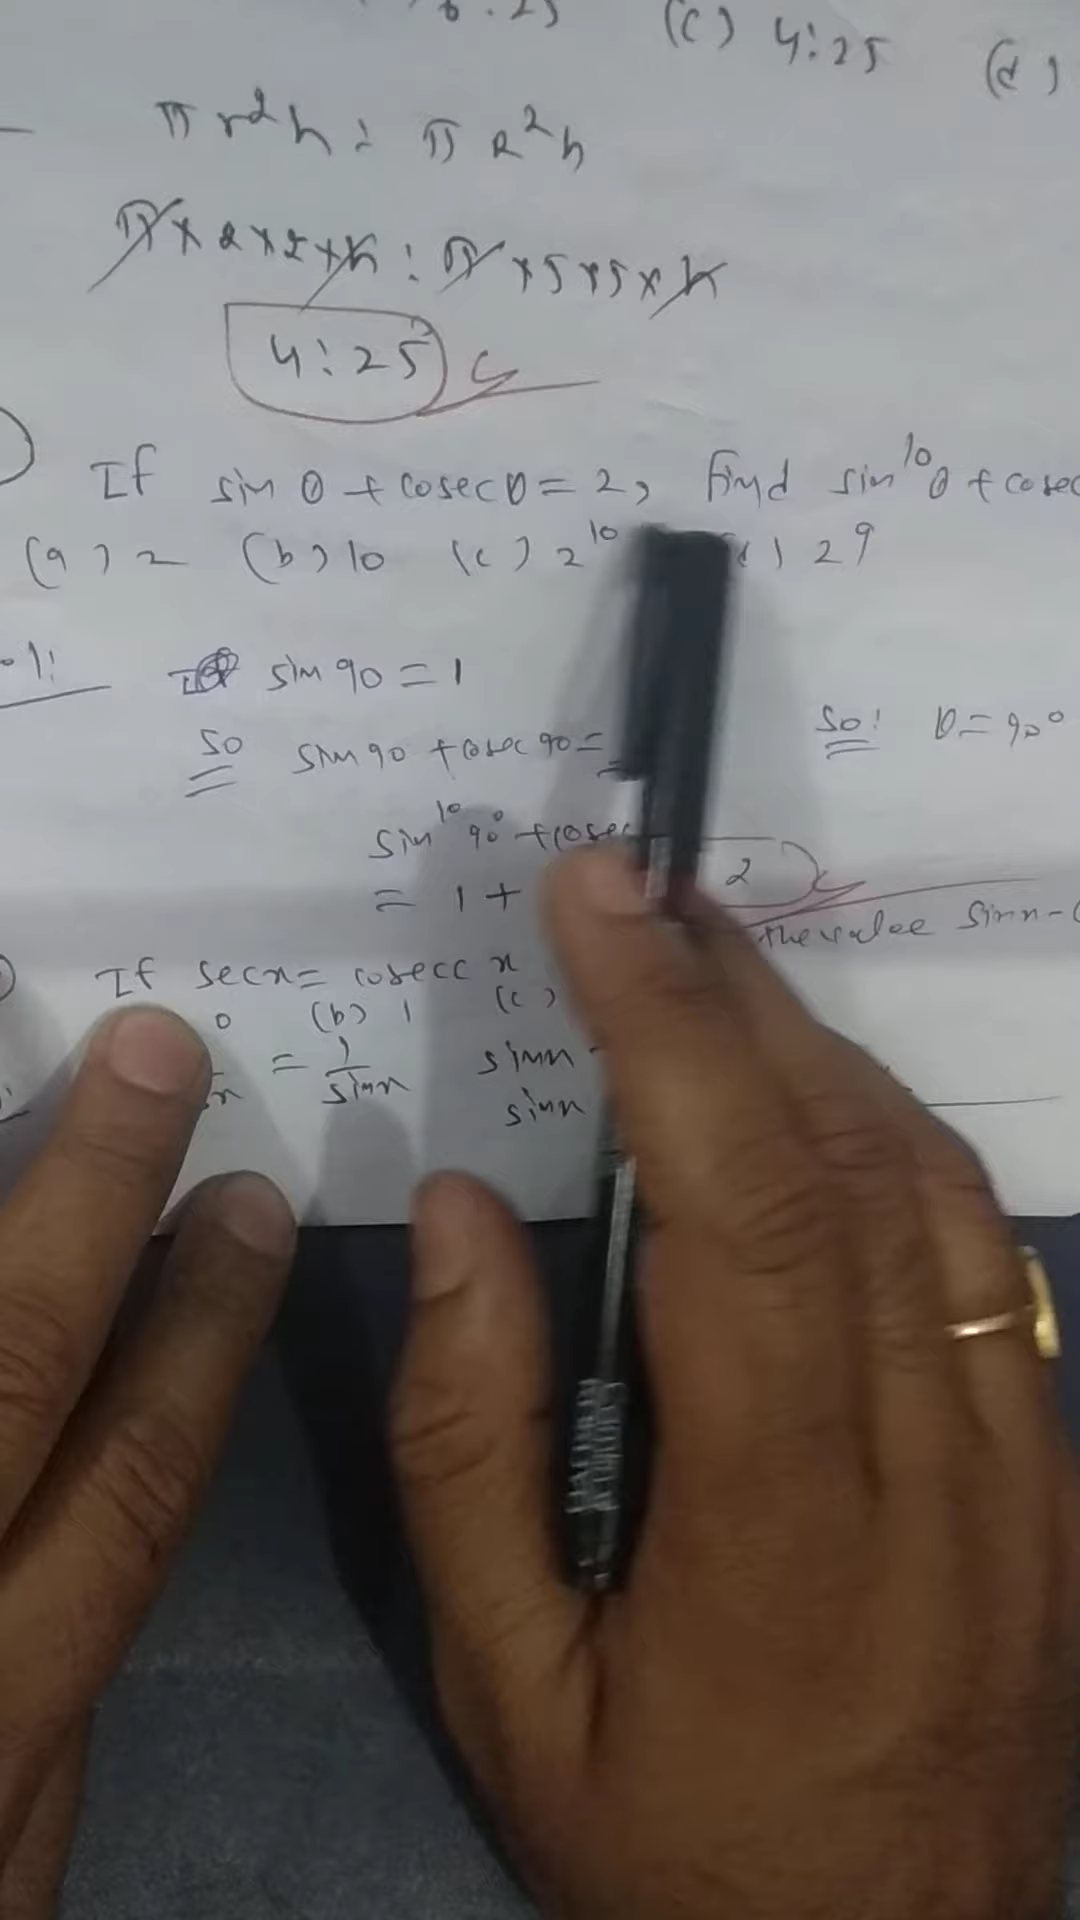 (c) 4:25 (d)
πr²h : πR²h
π×2×2×h : π×5×5×h
4:25
If sin θ + cosec θ = 2, find sin¹⁰θ + cosec
(a) 2 (b) 10 (c) 2¹⁰ ) 2⁹
sin 90 = 1
so sin 90 + cosec 90 = so: θ = 90°
sin¹⁰ 90° + cosec
= 1 + 2
If sec x = cosecc x the value sin x -
0 (b) 1 (c)
= 1/sin x sin x
sin x